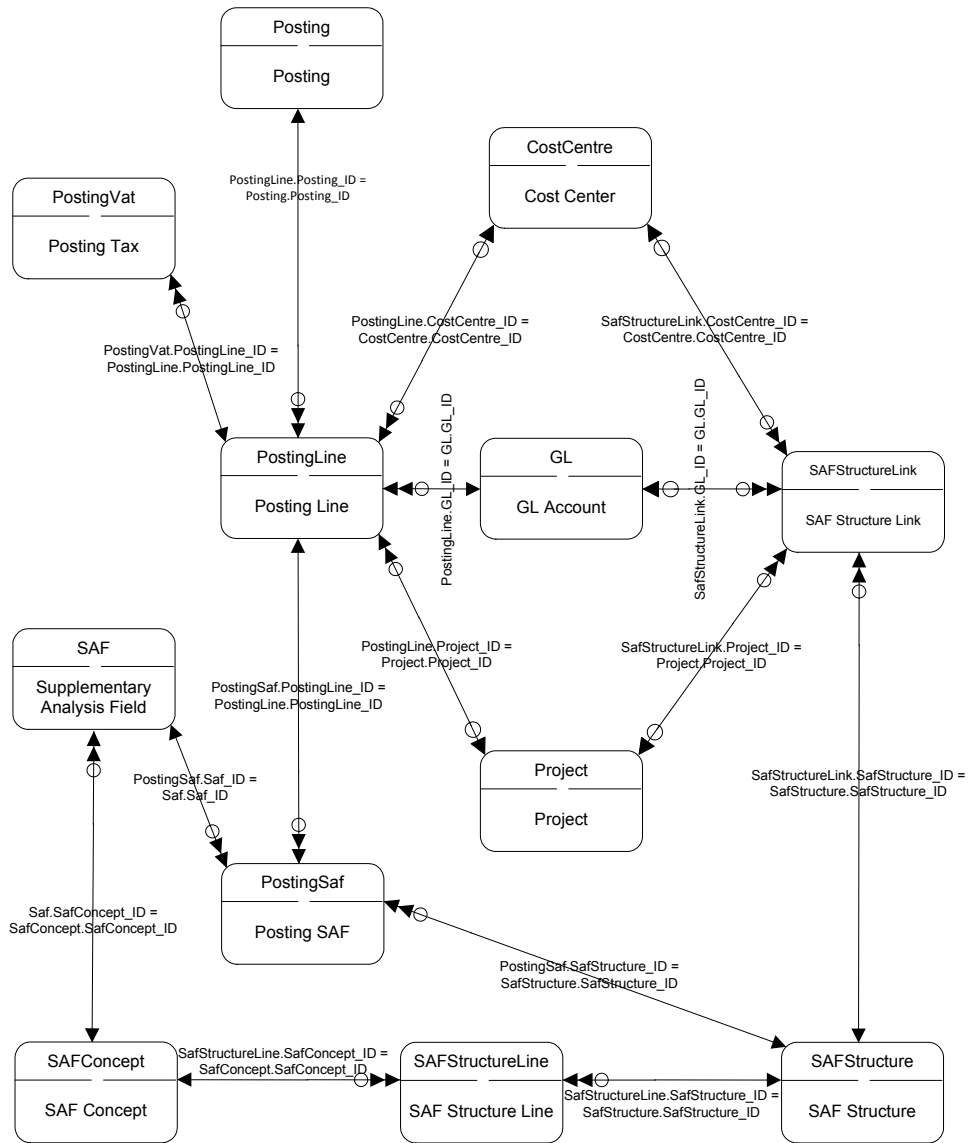 Posting
Posting
PostingLine.Posting_ID =
Posting.Posting_ID
CostCentre
Cost Center
PostingVat
Posting Tax
PostingVat.PostingLine_ID =
PostingLine.PostingLine_ID
PostingLine.CostCentre_ID =
CostCentre.CostCentre_ID
SafStructureLink.CostCentre_ID =
CostCentre.CostCentre_ID
PostingLine
Posting Line
PostingLine.GL_ID = GL.GL_ID
GL
GL Account
SafStructureLink.GL_ID = GL.GL_ID
SAFStructureLink
SAF Structure Link
SAF
Supplementary
Analysis Field
PostingSaf.PostingLine_ID =
PostingLine.PostingLine_ID
PostingLine.Project_ID =
Project.Project_ID
SafStructureLink.Project_ID =
Project.Project_ID
PostingSaf.Saf_ID =
Saf.Saf_ID
Project
Project
SafStructureLink.SafStructure_ID =
SafStructure.SafStructure_ID
PostingSaf
Posting SAF
Saf.SafConcept_ID =
SafConcept.SafConcept_ID
PostingSaf.SafStructure_ID =
SafStructure.SafStructure_ID
SAFConcept
SAF Concept
SafStructureLine.SafConcept_ID =
SafConcept.SafConcept_ID
SAFStructureLine
SAF Structure Line
SafStructureLine.SafStructure_ID =
SafStructure.SafStructure_ID
SAFStructure
SAF Structure